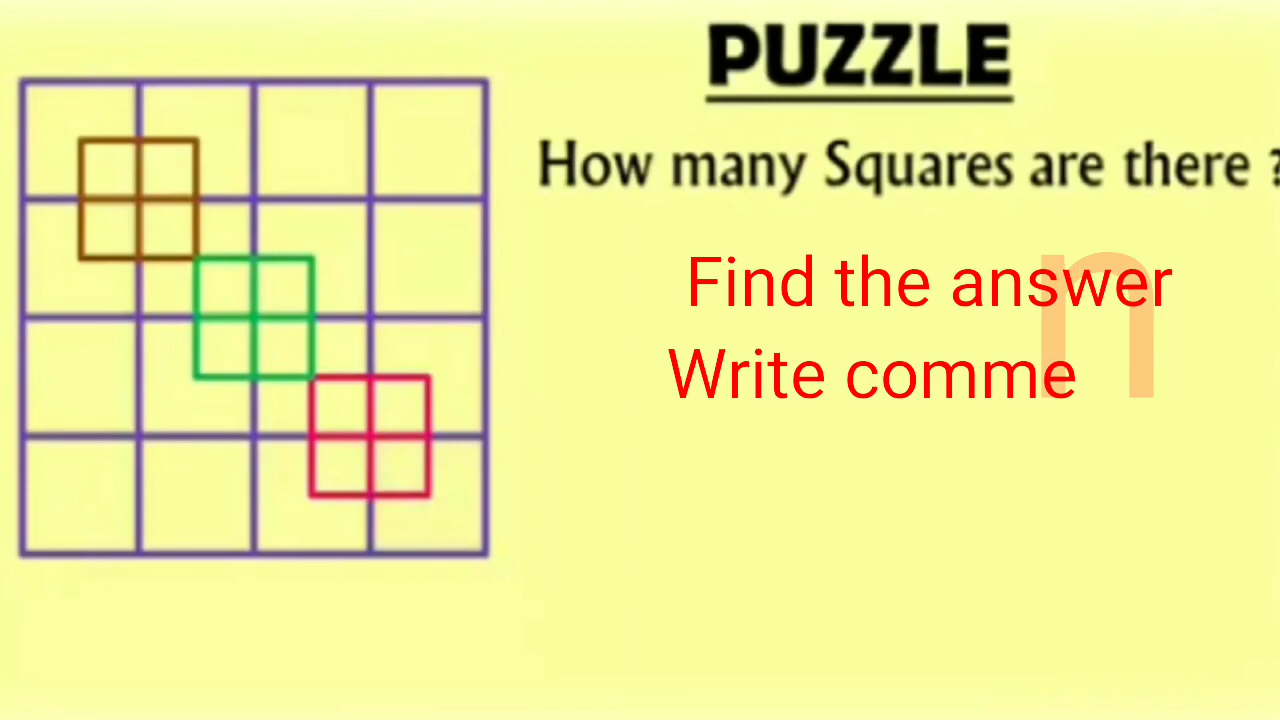 PUZZLE
How many Squares are there ?
Find the answer
Write comme
n